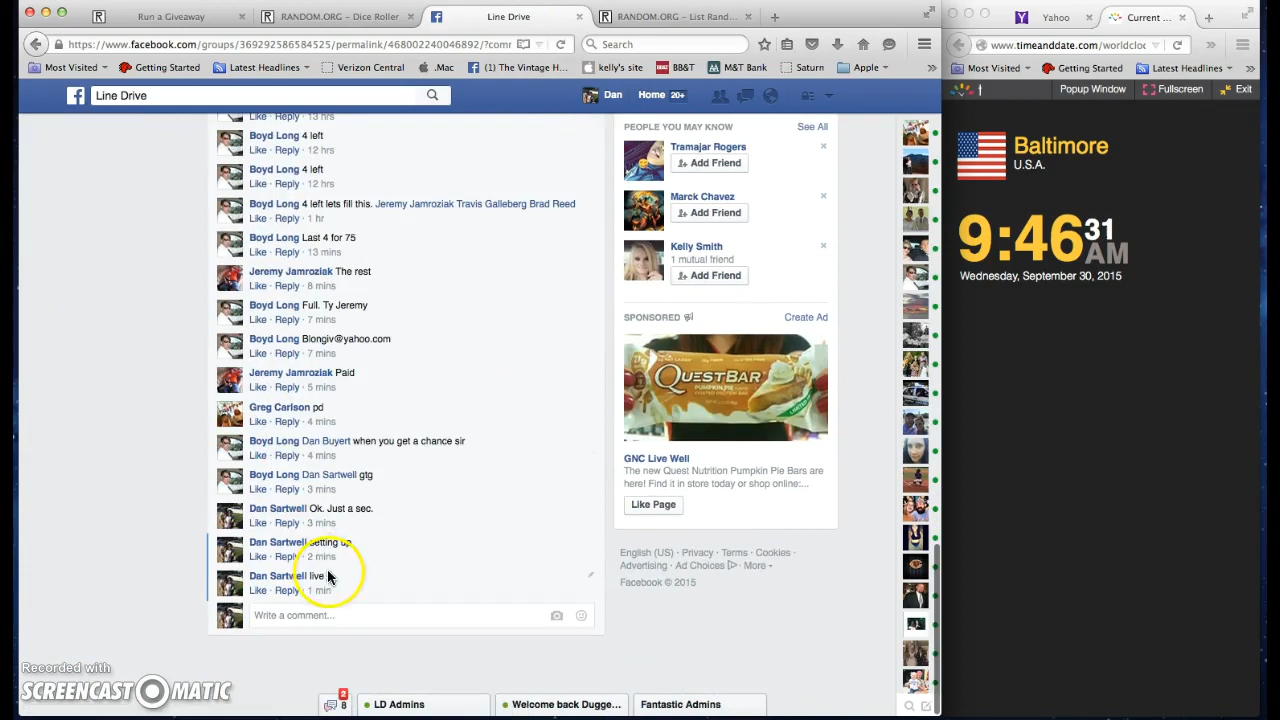 Run a Giveaway
RANDOM.ORG – Dice Roller
Line Drive
RANDOM.ORG – List Rand...
Yahoo
Current ...
https://www.facebook.com/groups/369292586584525/permalink/468002240046892/?comr
Search
www.timeanddate.com/worldcloc
Most Visited
Getting Started
Latest Headlines
Verizon Central
.Mac
(1) The Vintage H...
kelly's site
BB&T
M&T Bank
Saturn
Apple
Most Visited
Getting Started
Latest Headlines
Line Drive
Dan
Home 20+
Popup Window
Fullscreen
Exit
Like · Reply · 13 hrs
Boyd Long 4 left
Like · Reply · 12 hrs
Boyd Long 4 left
Like · Reply · 12 hrs
Boyd Long 4 left lets fill this. Jeremy Jamroziak Travis Galleberg Brad Reed
Like · Reply · 1 hr
Boyd Long Last 4 for 75
Like · Reply · 13 mins
Jeremy Jamroziak The rest
Like · Reply · 8 mins
Boyd Long Full. Ty Jeremy
Like · Reply · 7 mins
Boyd Long Blongiv@yahoo.com
Like · Reply · 7 mins
Jeremy Jamroziak Paid
Like · Reply · 5 mins
Greg Carlson pd
Like · Reply · 4 mins
Boyd Long Dan Buyert when you get a chance sir
Like · Reply · 4 mins
Boyd Long Dan Sartwell gtg
Like · Reply · 3 mins
Dan Sartwell Ok. Just a sec.
Like · Reply · 3 mins
Dan Sartwell setting up
Like · Reply · 2 mins
Dan Sartwell live
Like · Reply · 1 min
Write a comment...
PEOPLE YOU MAY KNOW
See All
Tramajar Rogers
Add Friend
Marck Chavez
Add Friend
Kelly Smith
1 mutual friend
Add Friend
SPONSORED
Create Ad
QUESTBAR
PUMPKIN PIE
GNC Live Well
The new Quest Nutrition Pumpkin Pie Bars are
here! Find it in store today or shop online:...
Like Page
English (US) · Privacy · Terms · Cookies ·
Advertising · Ad Choices · More
Facebook © 2015
Baltimore
U.S.A.
9:46 31 AM
Wednesday, September 30, 2015
Recorded with
SCREENCAST O MATIC
2
8
LD Admins
Welcome back Dugge...
Fantastic Admins